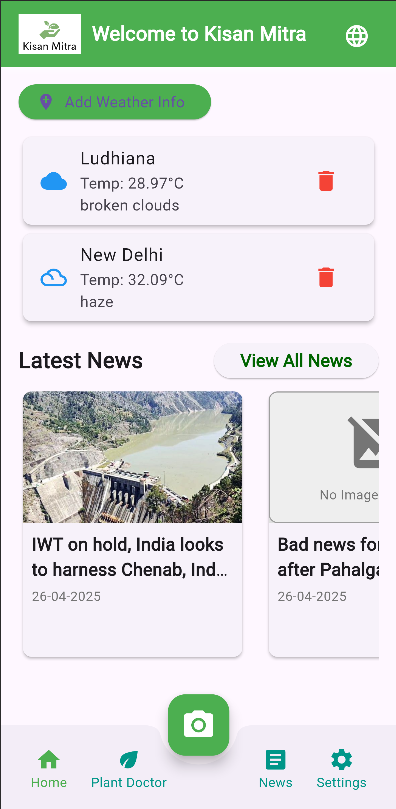 Kisan Mitra
Welcome to Kisan Mitra
Add Weather Info
Ludhiana
Temp: 28.97°C
broken clouds
New Delhi
Temp: 32.09°C
haze
Latest News
View All News
IWT on hold, India looks
to harness Chenab, Ind...
26-04-2025
No Image
Bad news for
after Pahalga
26-04-2025
Home
Plant Doctor
News
Settings